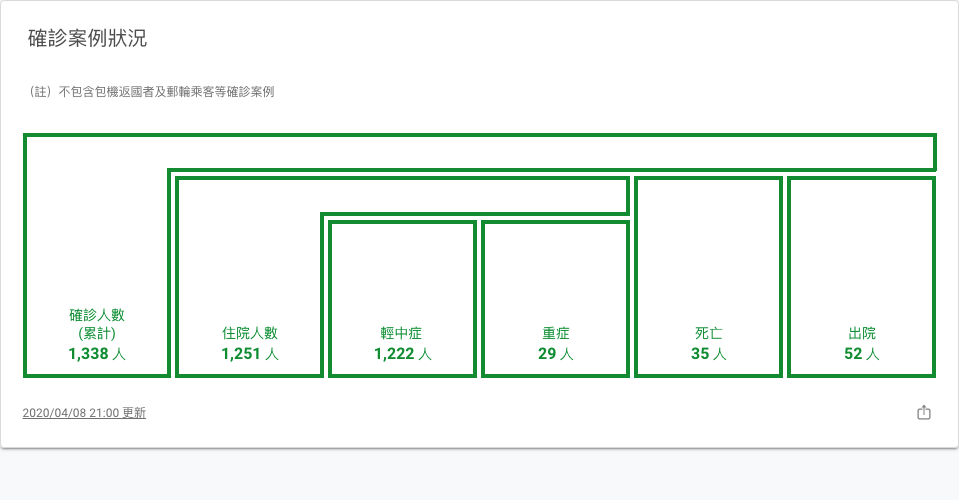 確診案例狀況
（註）不包含包機返國者及郵輪乘客等確診案例
確診人數
(累計)
1,338 人
住院人數
1,251 人
輕中症
1,222 人
重症
29 人
死亡
35 人
出院
52 人
2020/04/08 21:00 更新